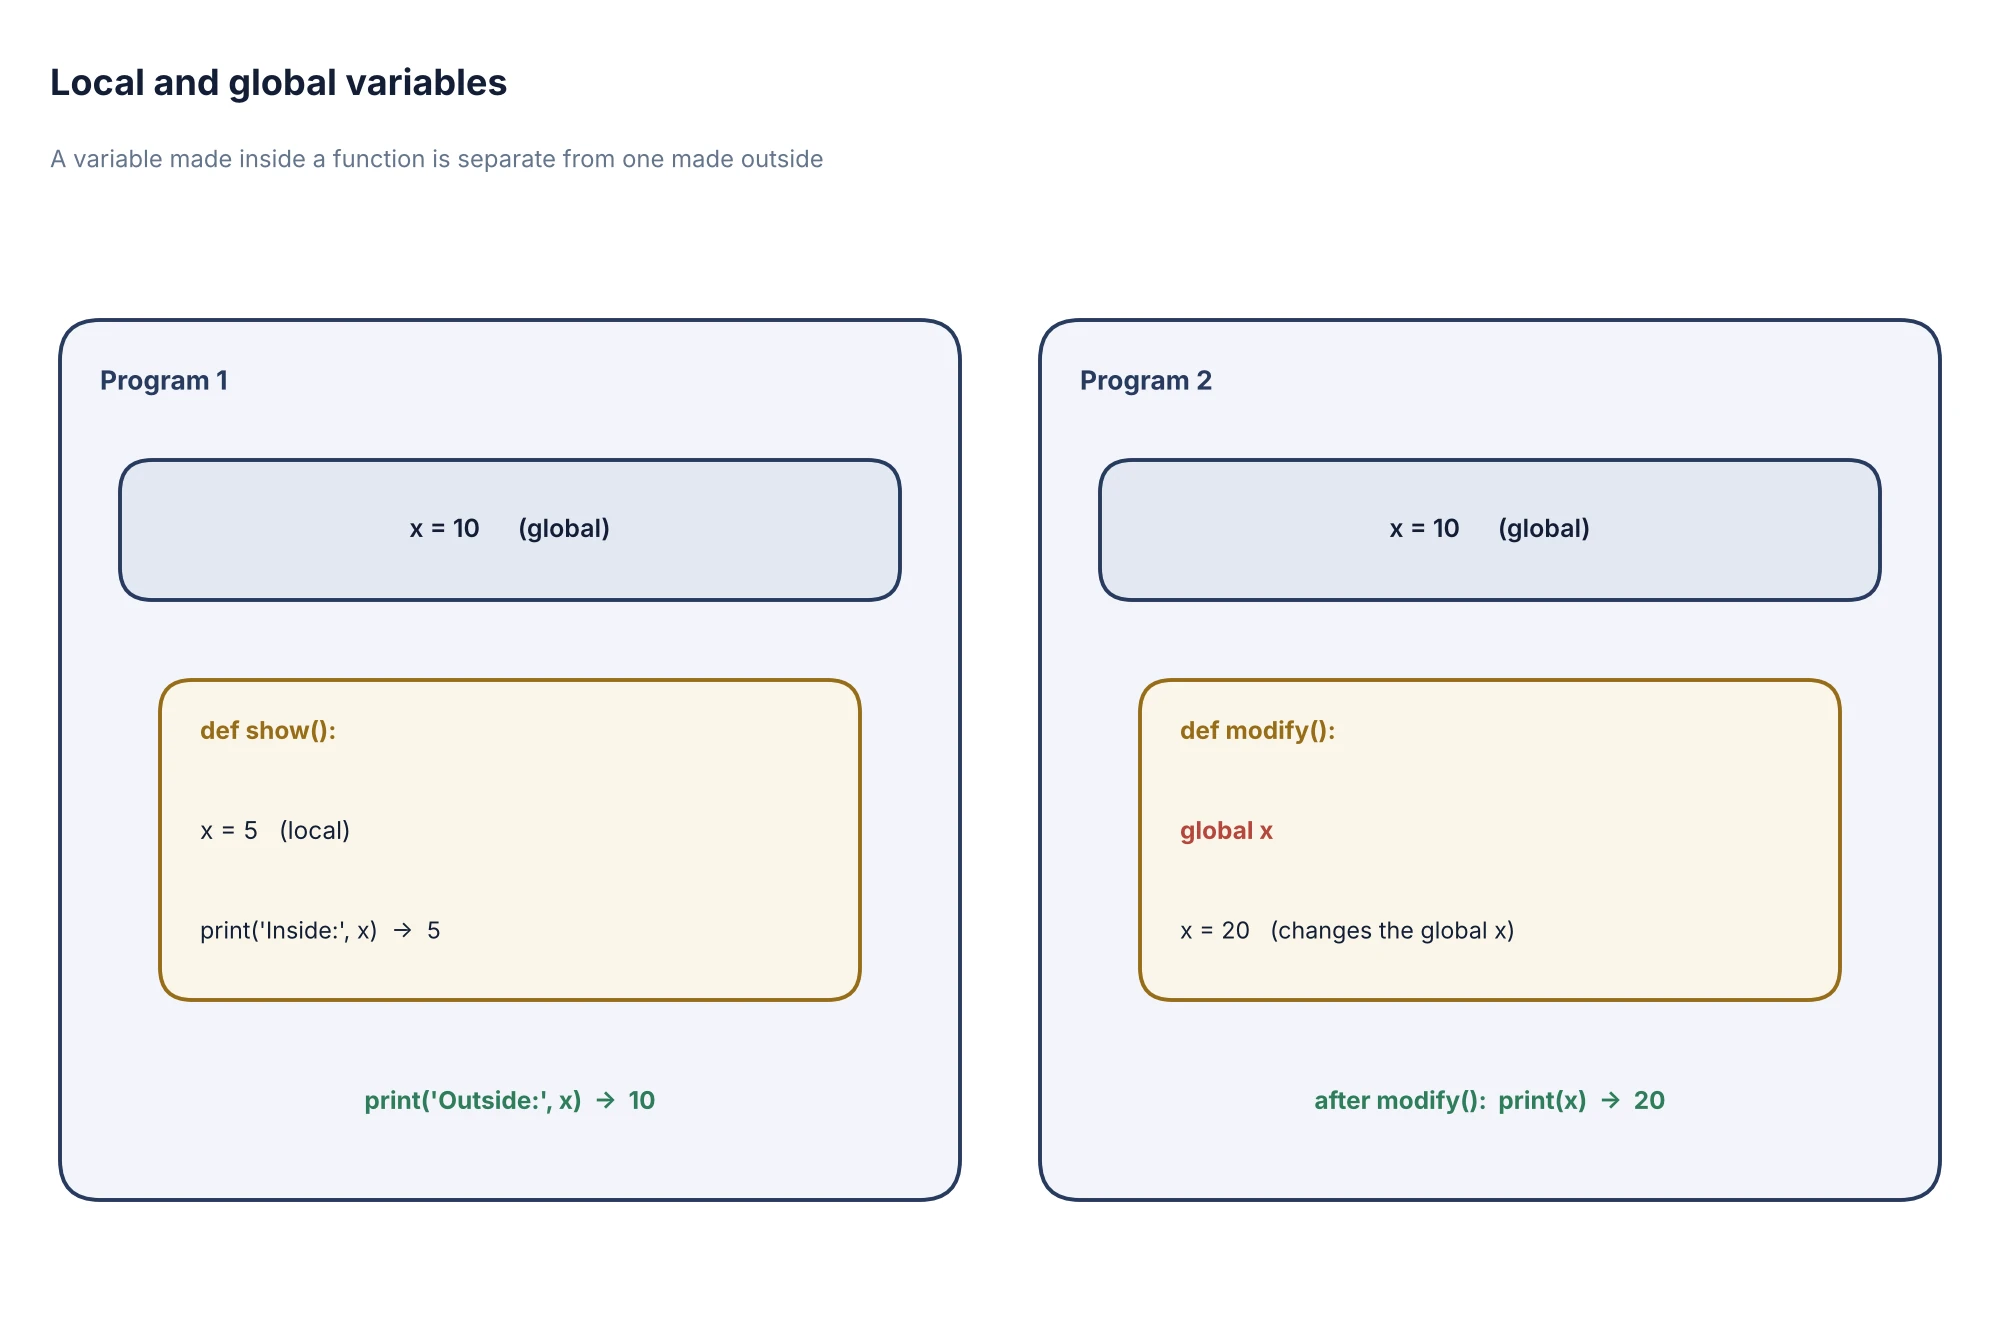 Local and global variables
A variable made inside a function is separate from one made outside
Program 1
x = 10 (global)
def show():
x = 5 (local)
print('Inside:', x) → 5
print('Outside:', x) → 10
Program 2
x = 10 (global)
def modify():
global x
x = 20 (changes the global x)
after modify(): print(x) → 20